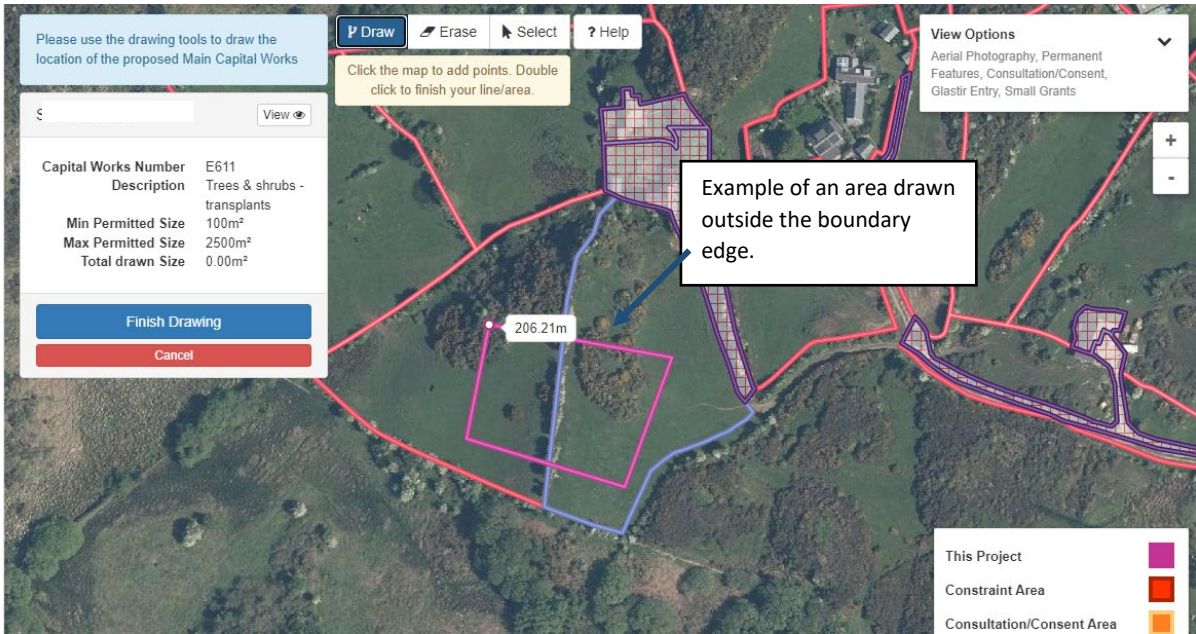 Please use the drawing tools to draw the
location of the proposed Main Capital Works
Draw
Erase
Select
? Help
Click the map to add points. Double
click to finish your line/area.
View Options
Aerial Photography, Permanent
Features, Consultation/Consent,
Glastir Entry, Small Grants
+
-
View
Capital Works Number E611
Description Trees & shrubs -
transplants
Min Permitted Size 100m²
Max Permitted Size 2500m²
Total drawn Size 0.00m²
Finish Drawing
Cancel
Example of an area drawn
outside the boundary
edge.
206.21m
This Project
Constraint Area
Consultation/Consent Area